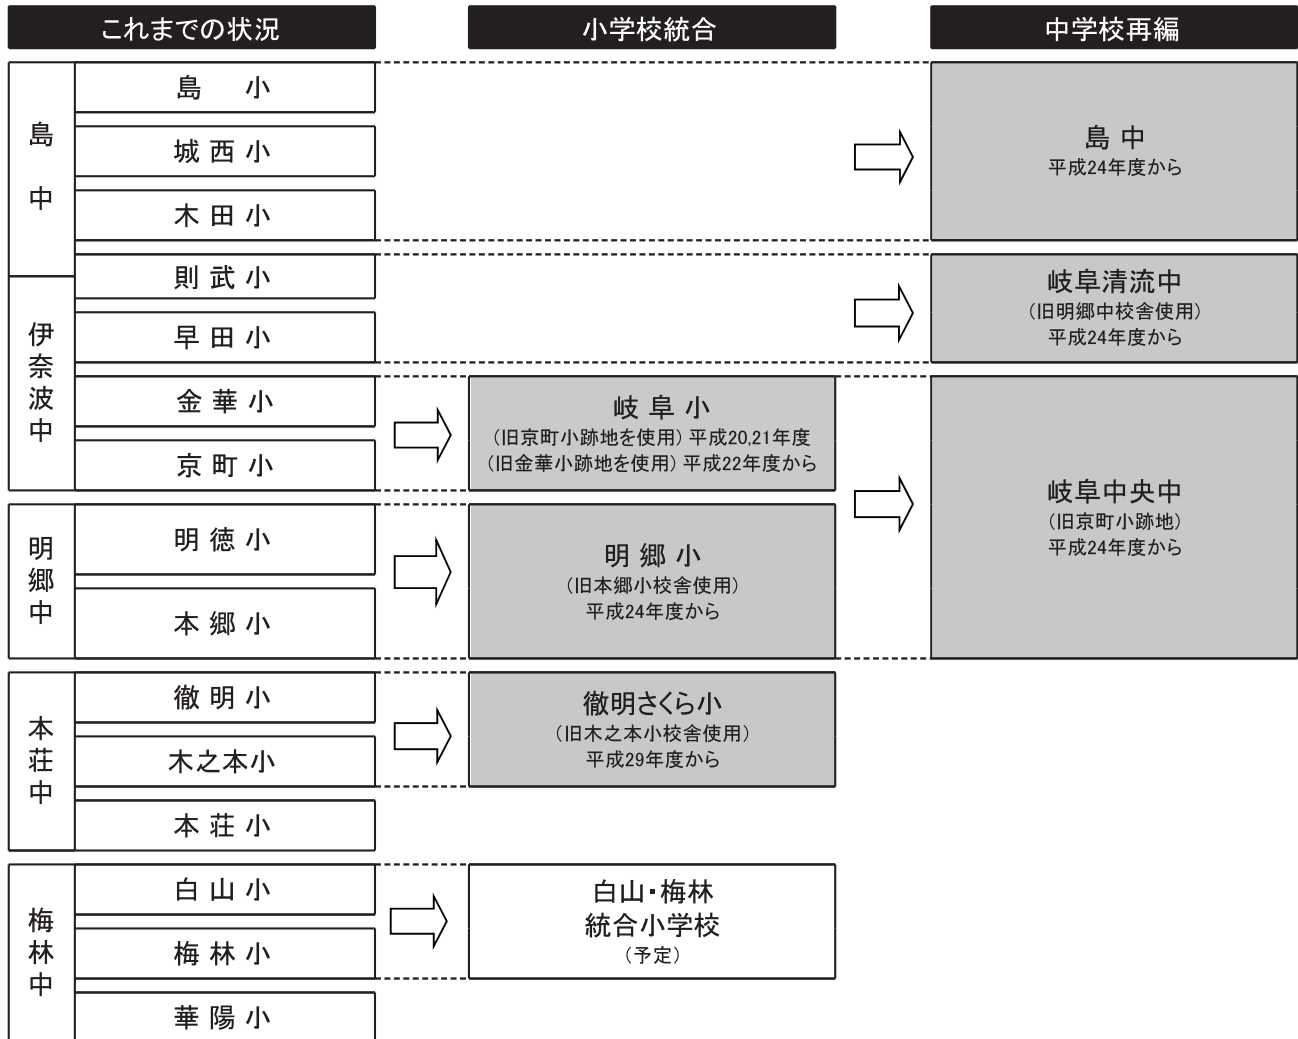 これまでの状況
小学校統合
中学校再編
島中
島 小
城西小
木田小
島中
平成24年度から
則武小
伊奈波中
早田小
岐阜清流中
（旧明郷中校舎使用）
平成24年度から
金華小
京町小
岐阜小
（旧京町小跡地を使用）平成20,21年度
（旧金華小跡地を使用）平成22年度から
岐阜中央中
（旧京町小跡地）
平成24年度から
明郷中
明徳小
本郷小
明郷小
（旧本郷小校舎使用）
平成24年度から
本荘中
徹明小
木之本小
本荘小
徹明さくら小
（旧木之本小校舎使用）
平成29年度から
梅林中
白山小
梅林小
華陽小
白山・梅林
統合小学校
（予定）